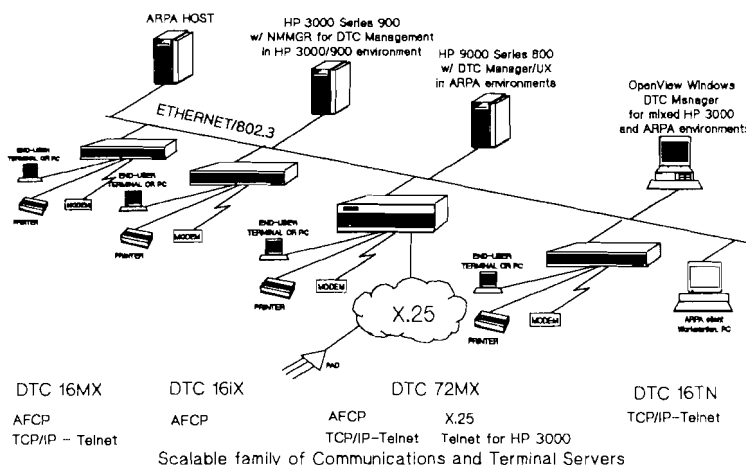 ARPA HOST
HP 3000 Series 900
w/ NMMGR for DTC Management
in HP 3000/900 environment
HP 9000 Series 800
w/ DTC Manager/UX
in ARPA environments
OpenView Windows
DTC Manager
for mixed HP 3000
and ARPA environments
ETHERNET/802.3
END-USER
TERMINAL OR PC
PRINTER
MODEM
END-USER
TERMINAL OR PC
PRINTER
MODEM
END-USER
TERMINAL OR PC
PRINTER
MODEM
END-USER
TERMINAL OR PC
PRINTER
MODEM
ARPA client
Workstation, PC
X.25
PAD
DTC 16MX
AFCP
TCP/IP - Telnet
DTC 16iX
AFCP
DTC 72MX
AFCP
TCP/IP-Telnet
X.25
Telnet for HP 3000
DTC 16TN
TCP/IP-Telnet
Scalable family of Communications and Terminal Servers